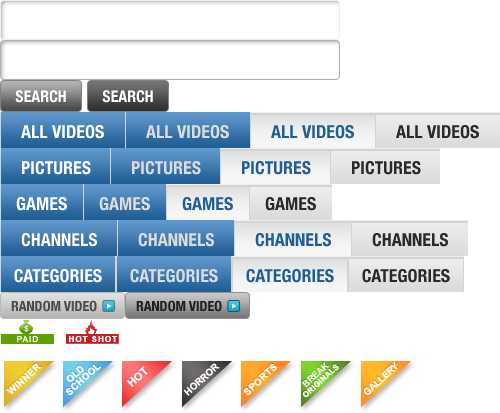 SEARCH SEARCH
ALL VIDEOS ALL VIDEOS ALL VIDEOS ALL VIDEOS
PICTURES PICTURES PICTURES PICTURES
GAMES GAMES GAMES GAMES
CHANNELS CHANNELS CHANNELS CHANNELS
CATEGORIES CATEGORIES CATEGORIES CATEGORIES
RANDOM VIDEO RANDOM VIDEO
$
PAID HOT SHOT
WINNER
OLD
SCHOOL
HOT
HORROR
SPORTS
BREAK
ORIGINALS
GALLERY